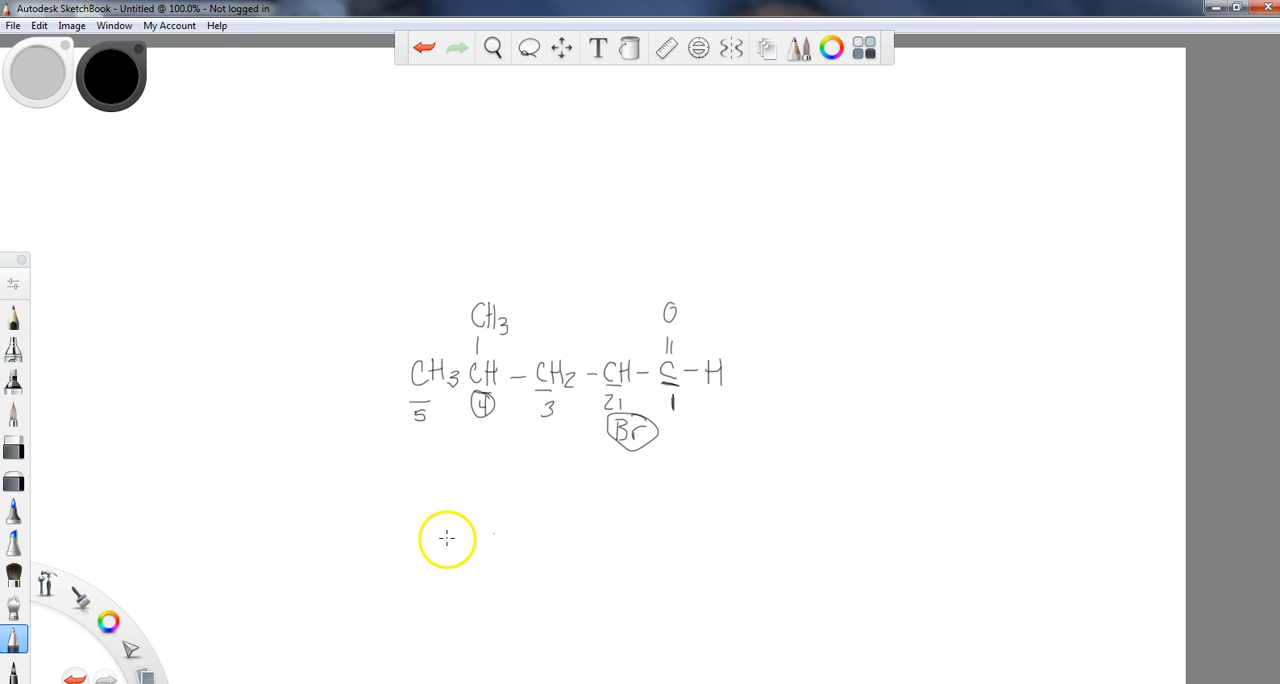 Autodesk SketchBook - Untitled @ 100.0% - Not logged in
File Edit Image Window My Account Help
T
CH3 O
CH3 CH – CH2 – CH – C – H
5 4 3 2 1
Br